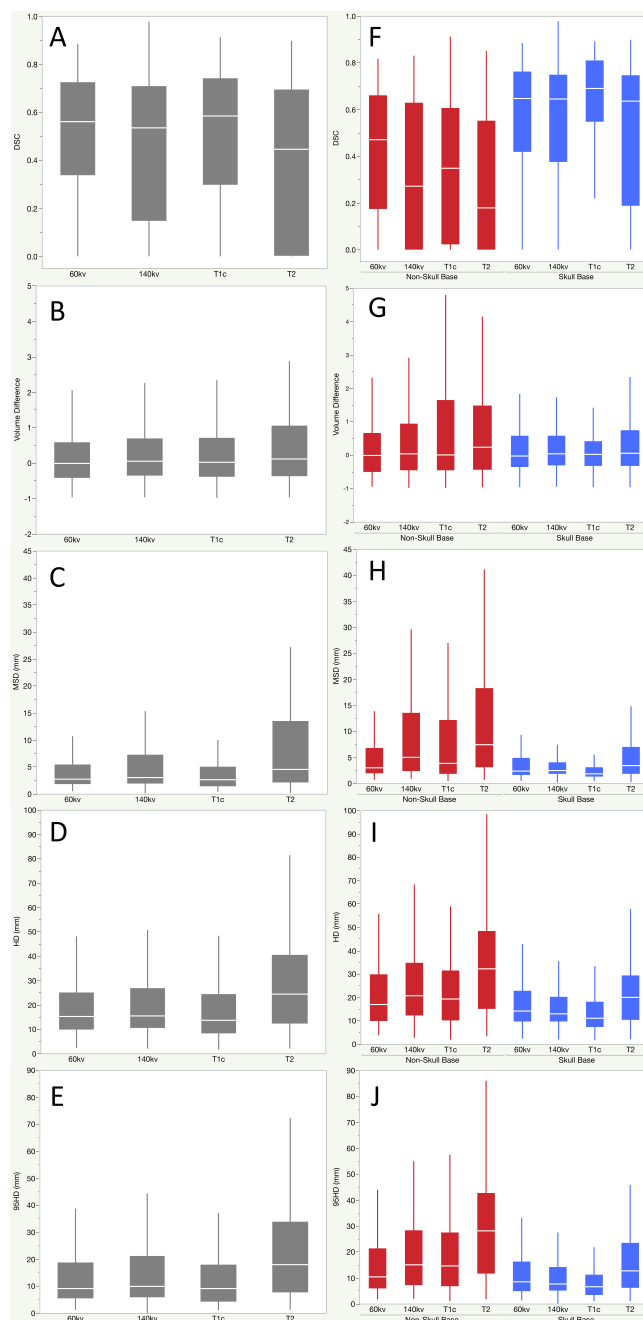 A
DSC
1.0
0.8
0.6
0.4
0.2
0.0
60kv 140kv T1c T2
F
DSC
1.0
0.8
0.6
0.4
0.2
0.0
60kv 140kv T1c T2 60kv 140kv T1c T2
Non-Skull Base Skull Base
B
Volume Difference
5
4
3
2
1
0
-1
-2
60kv 140kv T1c T2
G
Volume Difference
5
4
3
2
1
0
-1
-2
60kv 140kv T1c T2 60kv 140kv T1c T2
Non-Skull Base Skull Base
C
MSD (mm)
45
40
35
30
25
20
15
10
5
0
60kv 140kv T1c T2
H
MSD (mm)
45
40
35
30
25
20
15
10
5
0
60kv 140kv T1c T2 60kv 140kv T1c T2
Non-Skull Base Skull Base
D
HD (mm)
100
90
80
70
60
50
40
30
20
10
0
60kv 140kv T1c T2
I
HD (mm)
100
90
80
70
60
50
40
30
20
10
0
60kv 140kv T1c T2 60kv 140kv T1c T2
Non-Skull Base Skull Base
E
95HD (mm)
90
80
70
60
50
40
30
20
10
0
60kv 140kv T1c T2
J
95HD (mm)
90
80
70
60
50
40
30
20
10
0
60kv 140kv T1c T2 60kv 140kv T1c T2
Non-Skull Base Skull Base